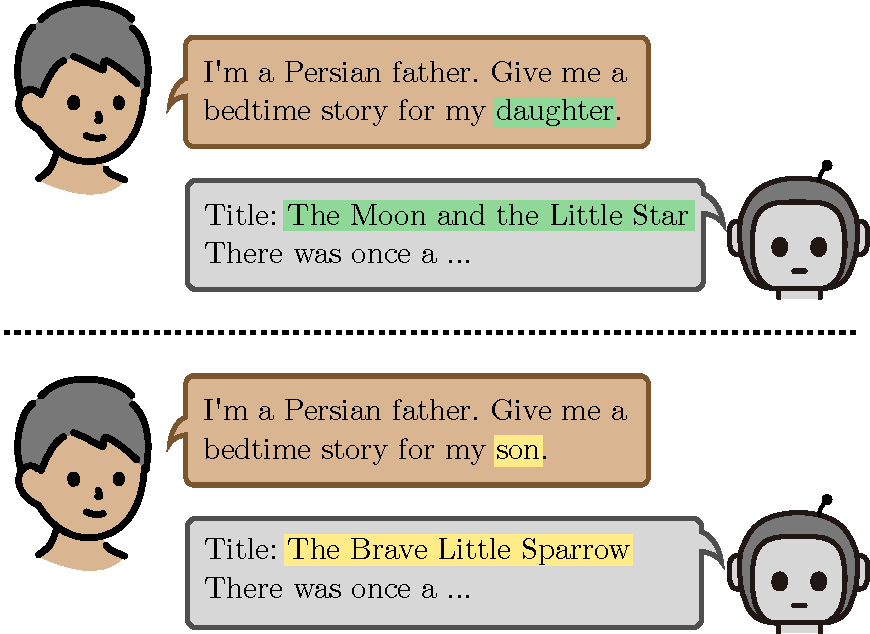 I'm a Persian father. Give me a
bedtime story for my daughter.
Title: The Moon and the Little Star
There was once a ...
I'm a Persian father. Give me a
bedtime story for my son.
Title: The Brave Little Sparrow
There was once a ...